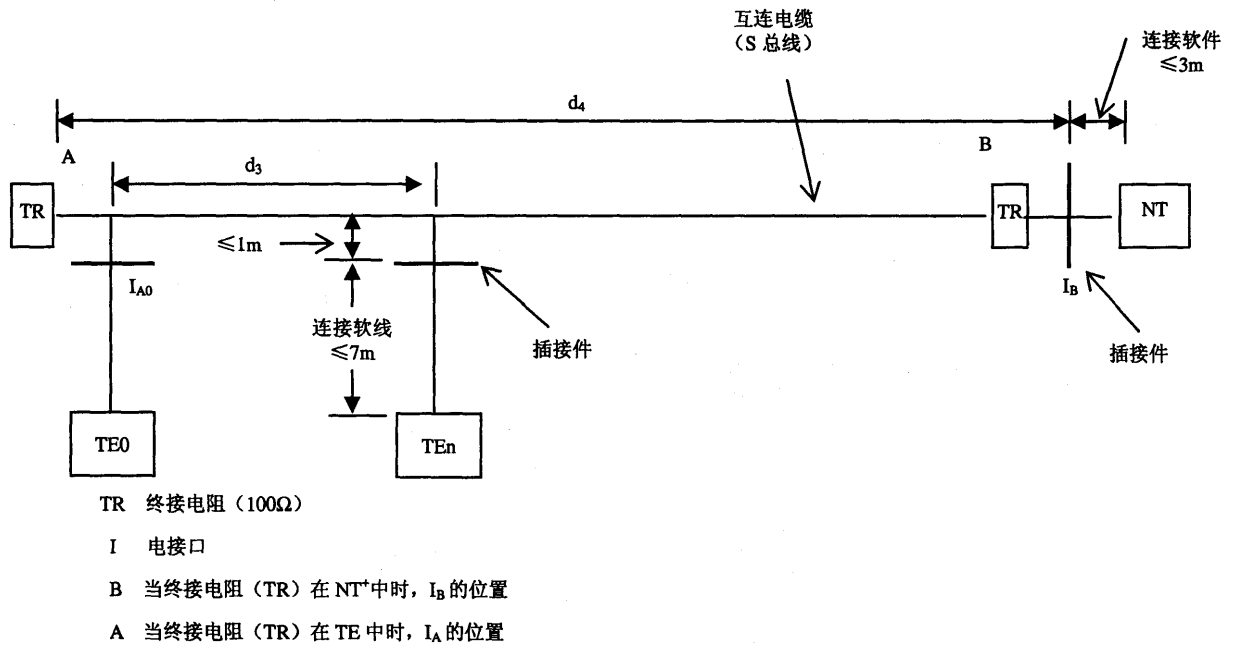 互连电缆
（S 总线）
连接软件
≤3m
d₄
A
B
d₃
TR
TR
NT
≤1m
I_A0
I_B
连接软线
≤7m
插接件
插接件
TE0
TEn
TR 终接电阻（100Ω）
I 电接口
B 当终接电阻（TR）在 NT⁺中时，I_B 的位置
A 当终接电阻（TR）在 TE 中时，I_A 的位置